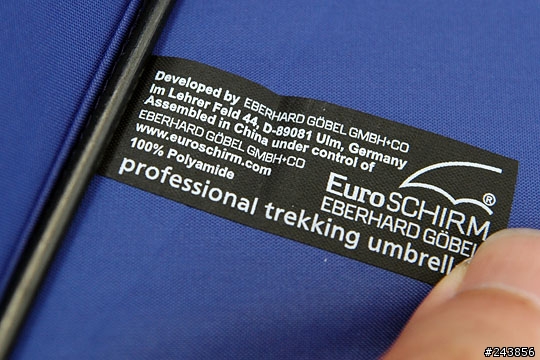 Developed by EBERHARD GÖBEL GMBH+CO
Im Lehrer Feld 44, D-89081 Ulm, Germany
Assembled in China under control of
EBERHARD GÖBEL GMBH+CO
www.euroschirm.com
100% Polyamide
EuroSCHIRM®
EBERHARD GÖBEL
professional trekking umbrell
#243856